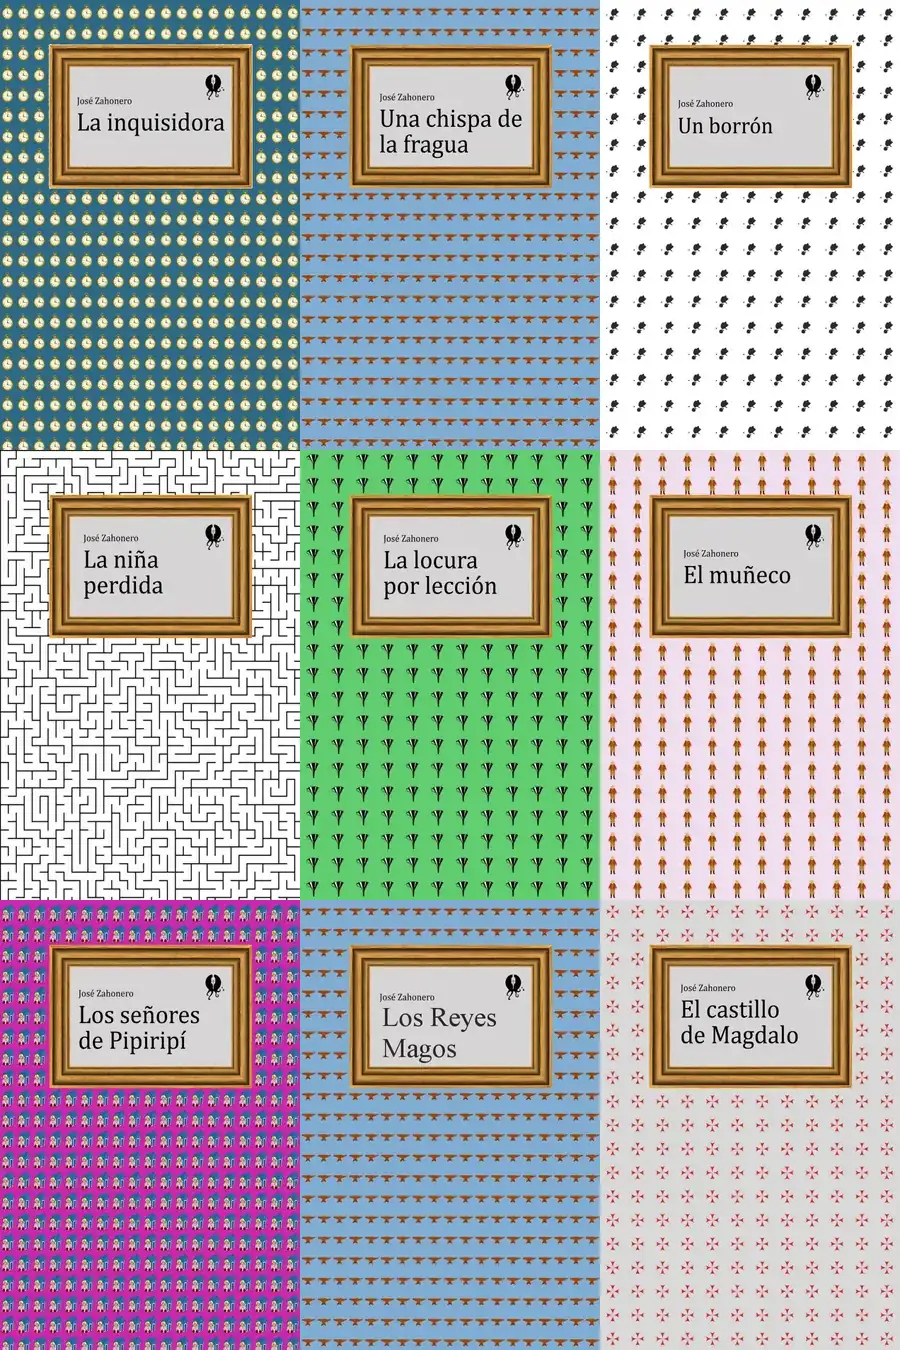 José Zahonero
La inquisidora
José Zahonero
Una chispa de
la fragua
José Zahonero
Un borrón
José Zahonero
La niña
perdida
José Zahonero
La locura
por lección
José Zahonero
El muñeco
José Zahonero
Los señores
de Pipiripí
José Zahonero
Los Reyes
Magos
José Zahonero
El castillo
de Magdalo